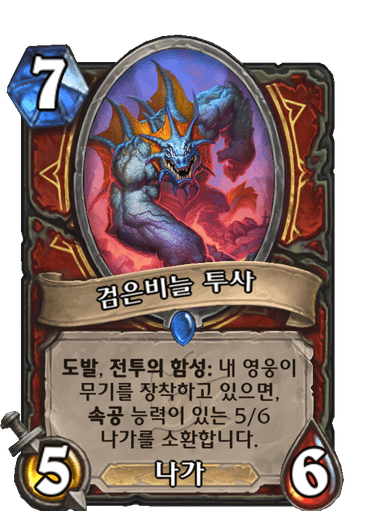 7
검은비늘 투사
도발, 전투의 함성: 내 영웅이
무기를 장착하고 있으면,
속공 능력이 있는 5/6
나가를 소환합니다.
5
나가
6